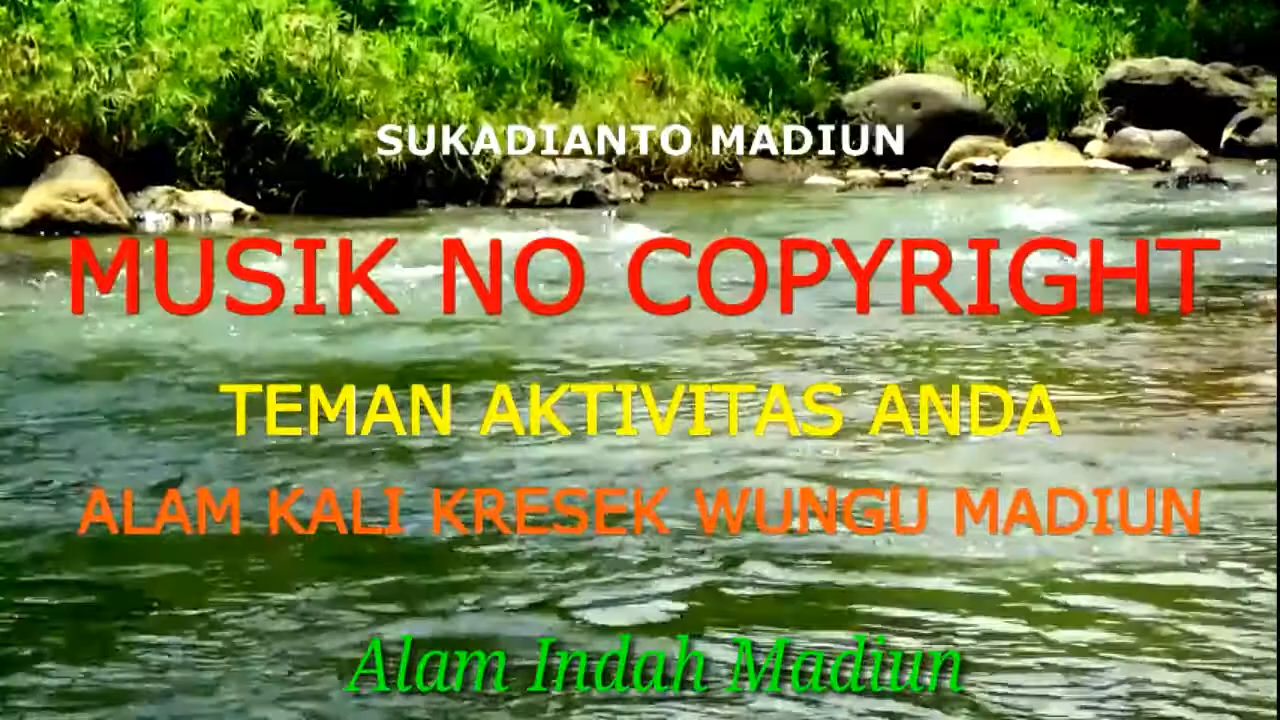 SUKADIANTO MADIUN
MUSIK NO COPYRIGHT
TEMAN AKTIVITAS ANDA
ALAM KALI KRESEK WUNGU MADIUN
Alam Indah Madiun